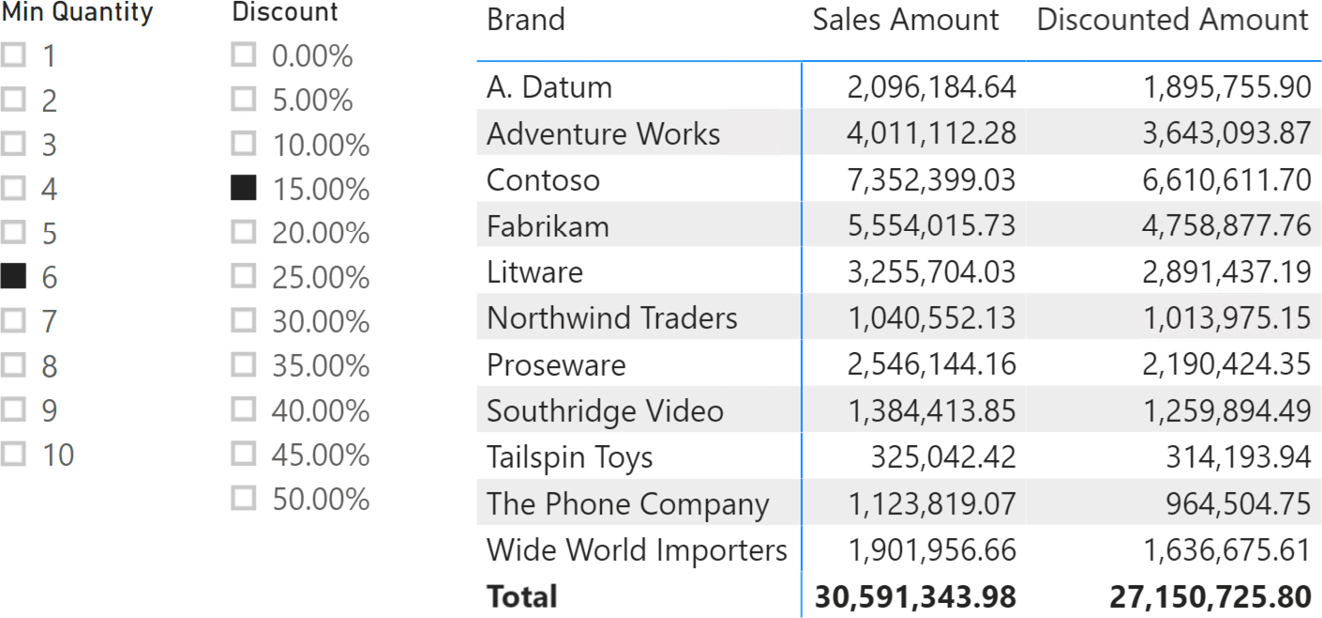 Min Quantity
1
2
3
4
5
6
7
8
9
10
Discount
0.00%
5.00%
10.00%
15.00%
20.00%
25.00%
30.00%
35.00%
40.00%
45.00%
50.00%
Brand Sales Amount Discounted Amount
A. Datum 2,096,184.64 1,895,755.90
Adventure Works 4,011,112.28 3,643,093.87
Contoso 7,352,399.03 6,610,611.70
Fabrikam 5,554,015.73 4,758,877.76
Litware 3,255,704.03 2,891,437.19
Northwind Traders 1,040,552.13 1,013,975.15
Proseware 2,546,144.16 2,190,424.35
Southridge Video 1,384,413.85 1,259,894.49
Tailspin Toys 325,042.42 314,193.94
The Phone Company 1,123,819.07 964,504.75
Wide World Importers 1,901,956.66 1,636,675.61
Total 30,591,343.98 27,150,725.80